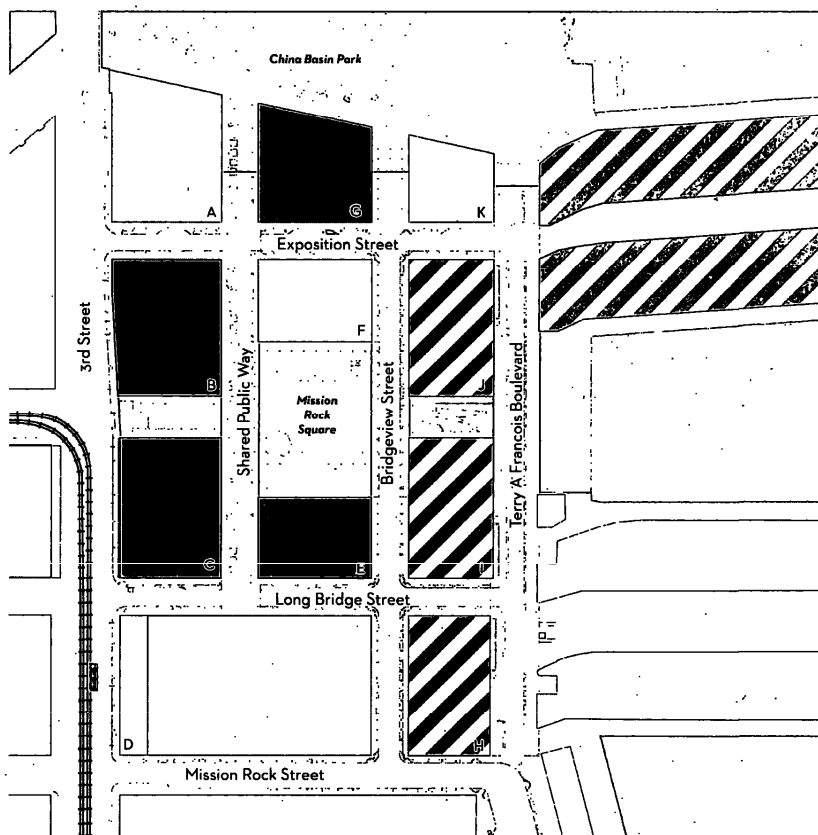 China Basin Park
A
G
K
Exposition Street
3rd Street
F
B
J
Shared Public Way
Mission
Rock
Square
Bridgeview Street
Terry A Francois Boulevard
C
E
I
Long Bridge Street
D
H
Mission Rock Street